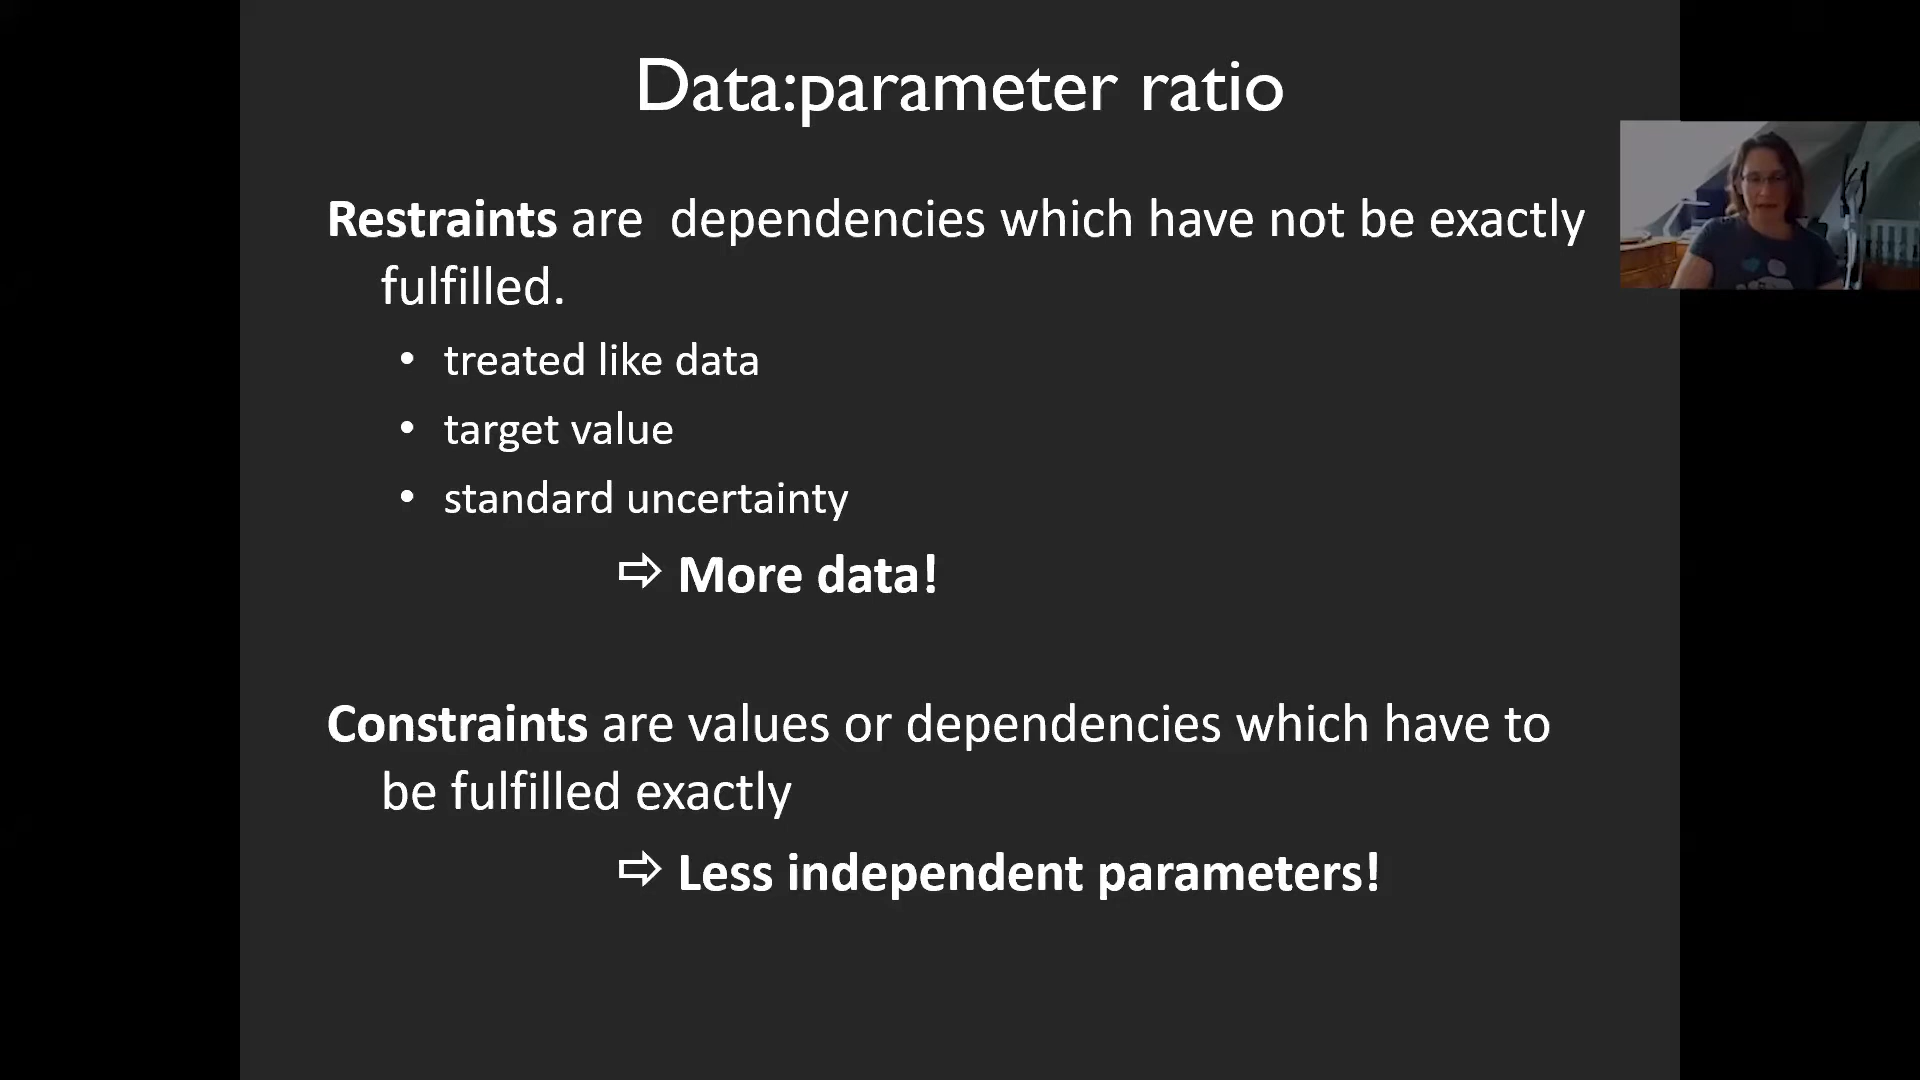 Data:parameter ratio
Restraints are dependencies which have not be exactly
fulfilled.
• treated like data
• target value
• standard uncertainty
⇨ More data!
Constraints are values or dependencies which have to
be fulfilled exactly
⇨ Less independent parameters!